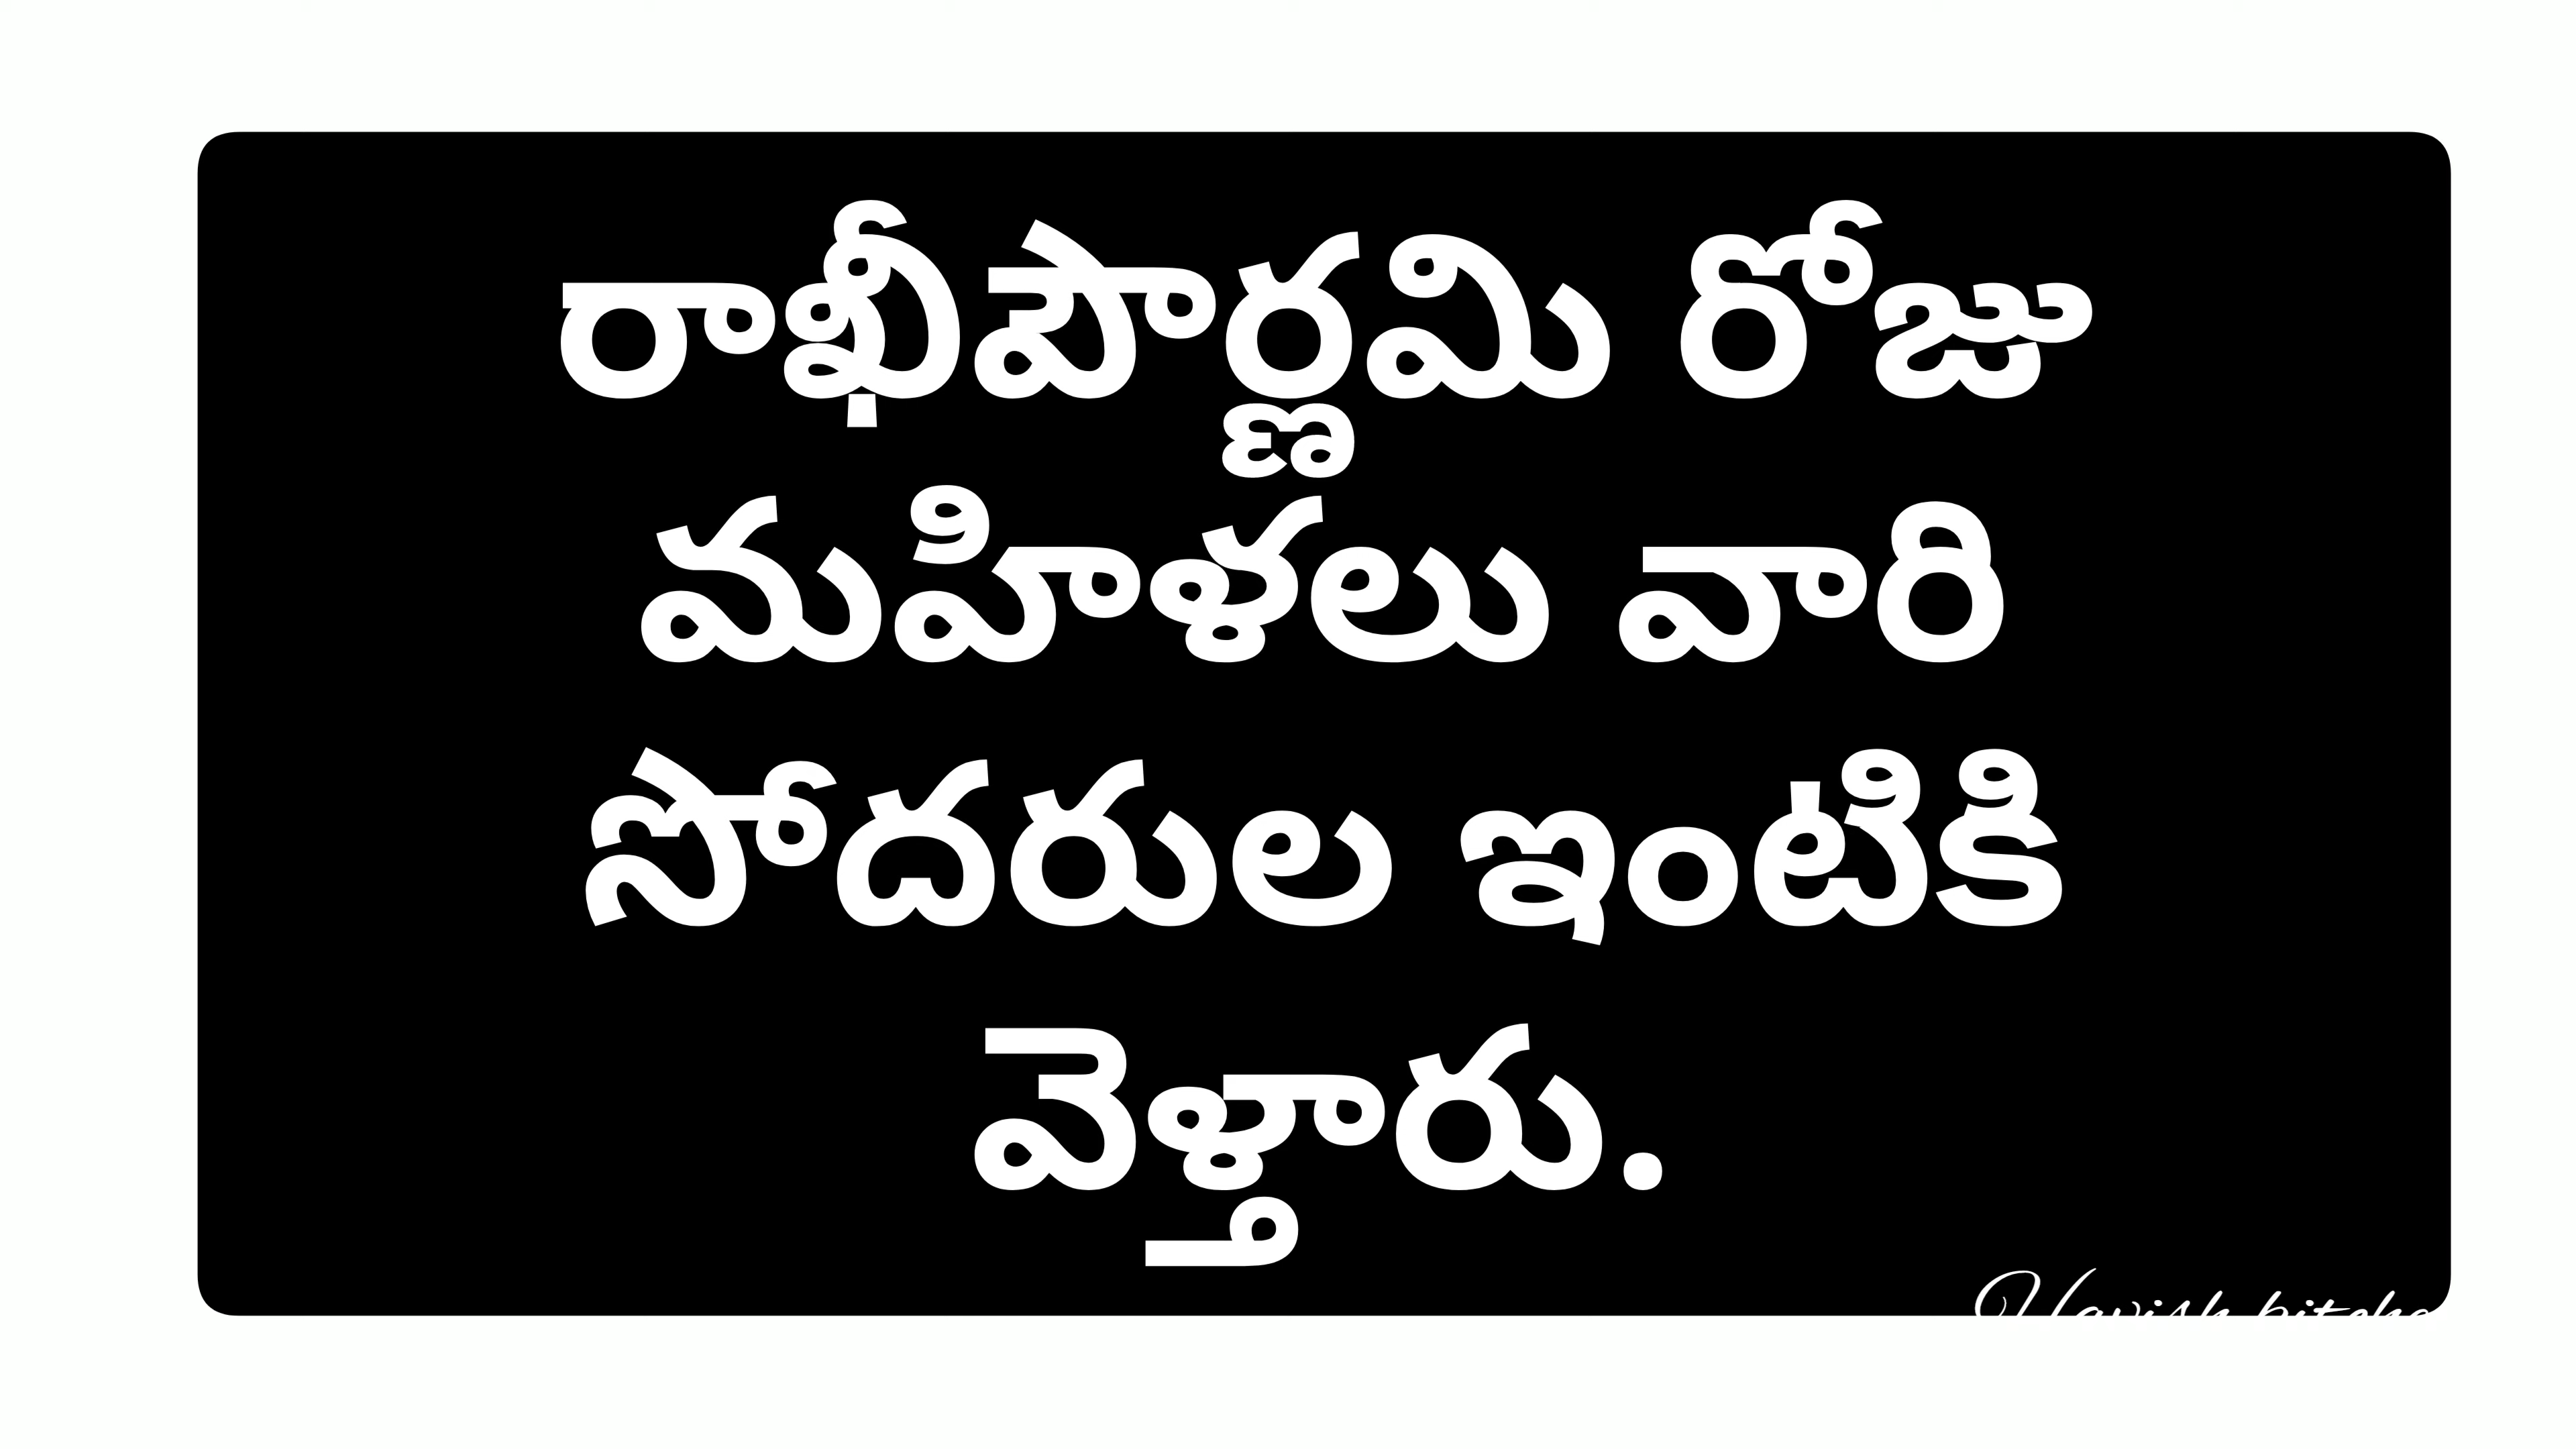 రాఖీపౌర్ణమి రోజు
మహిళలు వారి
సోదరుల ఇంటికి
వెళ్తారు.